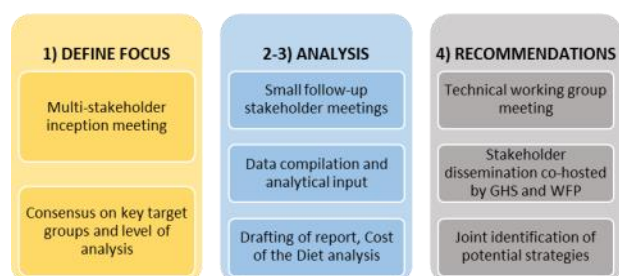 1) DEFINE FOCUS
Multi-stakeholder
inception meeting
Consensus on key target
groups and level of
analysis
2-3) ANALYSIS
Small follow-up
stakeholder meetings
Data compilation and
analytical input
Drafting of report, Cost
of the Diet analysis
4) RECOMMENDATIONS
Technical working group
meeting
Stakeholder
dissemination co-hosted
by GHS and WFP
Joint identification of
potential strategies